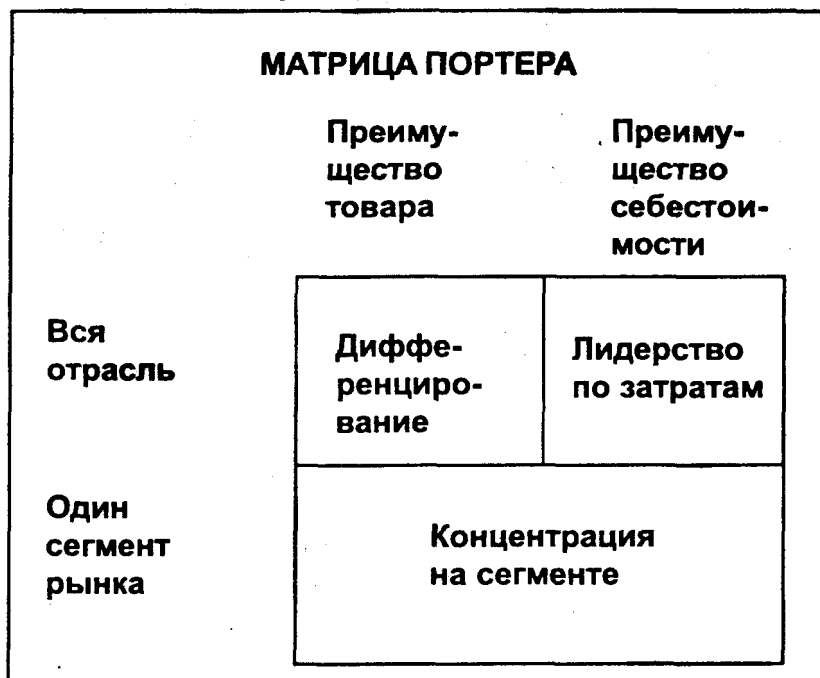 МАТРИЦА ПОРТЕРА
Преиму-
щество
товара
Преиму-
щество
себестои-
мости
Вся
отрасль
Диффе-
ренциро-
вание
Лидерство
по затратам
Один
сегмент
рынка
Концентрация
на сегменте